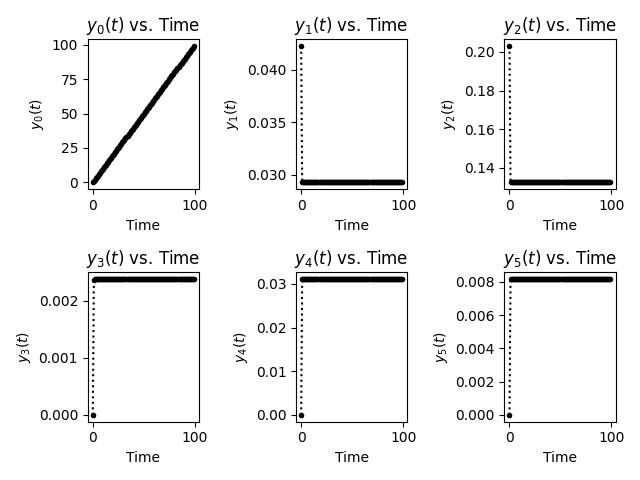 y₀(t) vs. Time
y₁(t) vs. Time
y₂(t) vs. Time
100
75
50
25
0
y₀(t)
0
100
Time
0.040
0.035
0.030
y₁(t)
0
100
Time
0.20
0.18
0.16
0.14
y₂(t)
0
100
Time
y₃(t) vs. Time
y₄(t) vs. Time
y₅(t) vs. Time
0.002
0.001
0.000
y₃(t)
0
100
Time
0.03
0.02
0.01
0.00
y₄(t)
0
100
Time
0.008
0.006
0.004
0.002
0.000
y₅(t)
0
100
Time